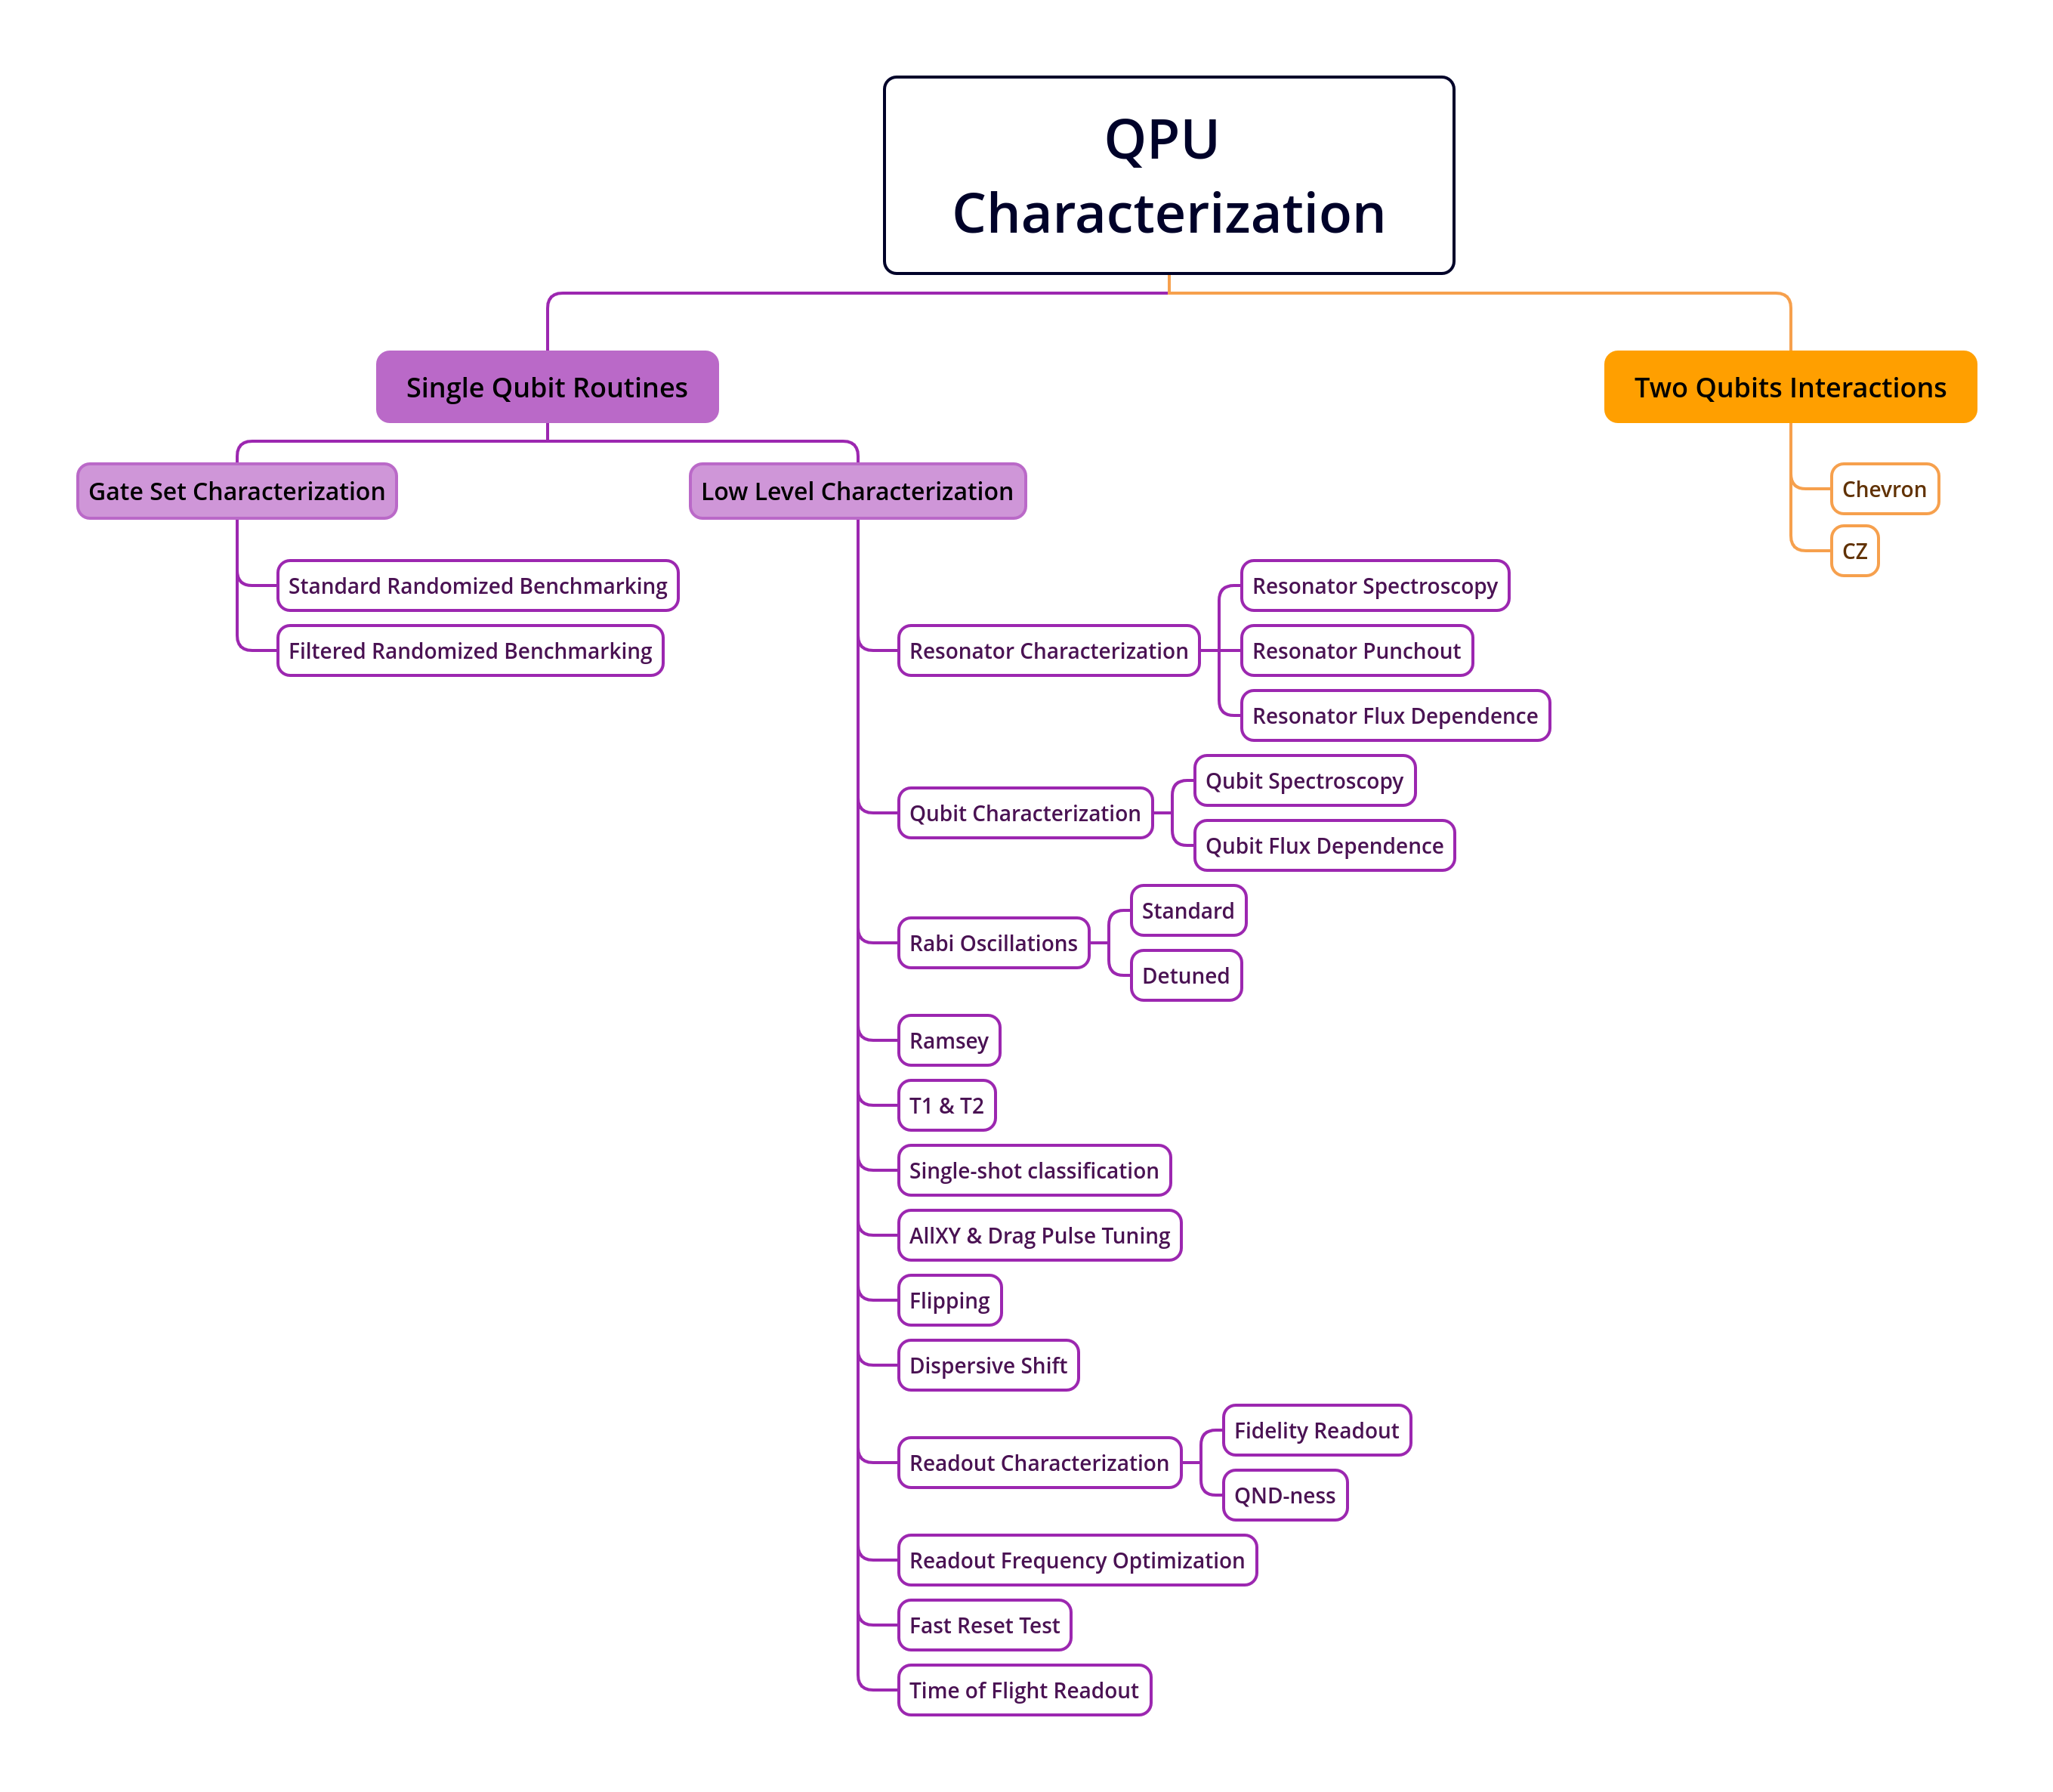 QPU
Characterization
Single Qubit Routines
Two Qubits Interactions
Gate Set Characterization
Low Level Characterization
Chevron
CZ
Standard Randomized Benchmarking
Filtered Randomized Benchmarking
Resonator Characterization
Resonator Spectroscopy
Resonator Punchout
Resonator Flux Dependence
Qubit Characterization
Qubit Spectroscopy
Qubit Flux Dependence
Rabi Oscillations
Standard
Detuned
Ramsey
T1 & T2
Single-shot classification
AllXY & Drag Pulse Tuning
Flipping
Dispersive Shift
Readout Characterization
Fidelity Readout
QND-ness
Readout Frequency Optimization
Fast Reset Test
Time of Flight Readout